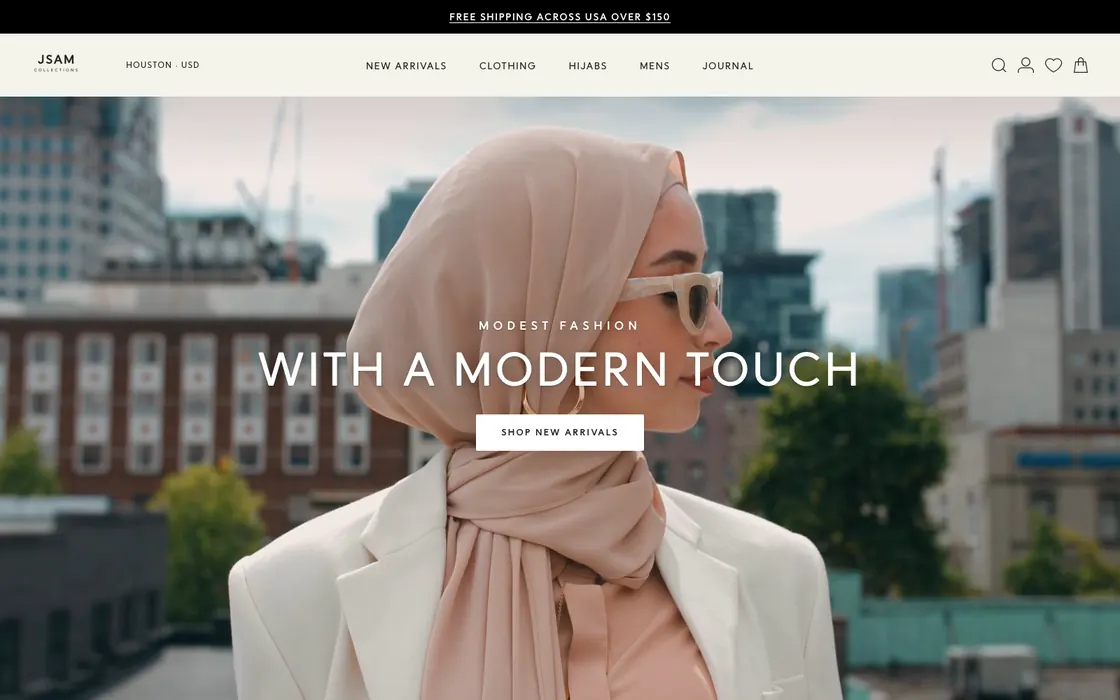 FREE SHIPPING ACROSS USA OVER $150
JSAM
COLLECTIONS
HOUSTON · USD
NEW ARRIVALS
CLOTHING
HIJABS
MENS
JOURNAL
MODEST FASHION
WITH A MODERN TOUCH
SHOP NEW ARRIVALS